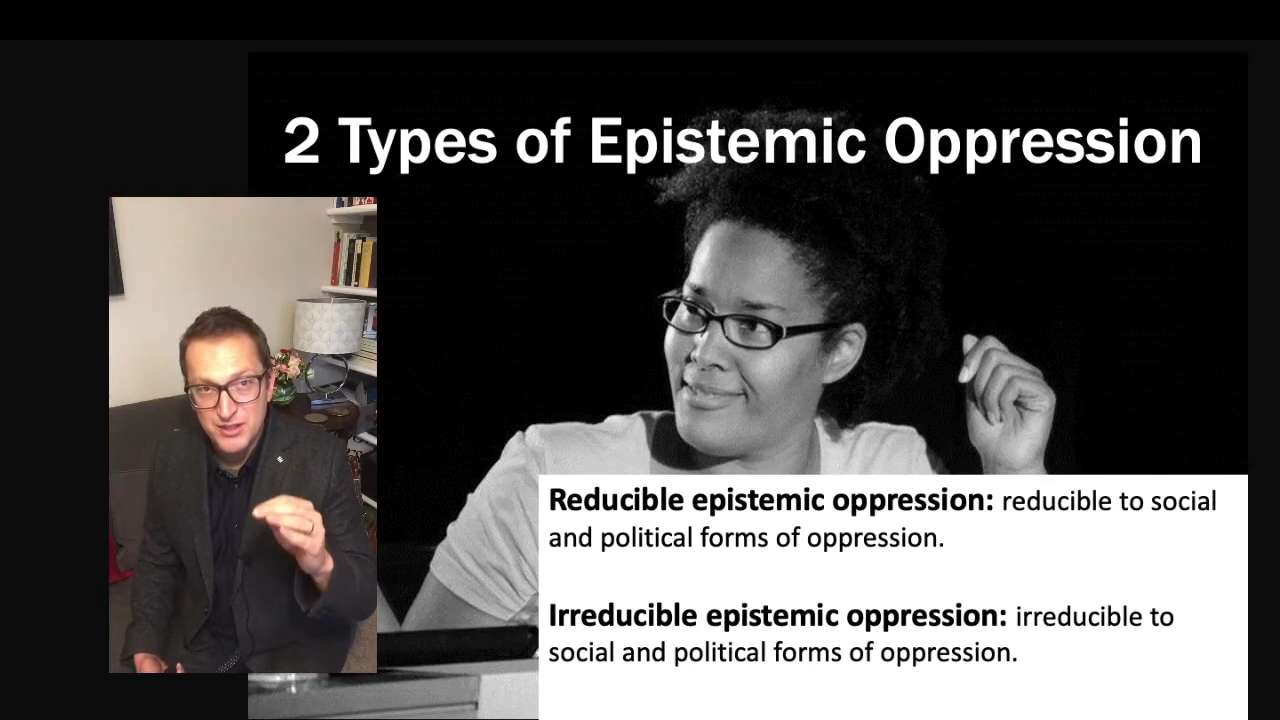 2 Types of Epistemic Oppression
Reducible epistemic oppression: reducible to social
and political forms of oppression.
Irreducible epistemic oppression: irreducible to
social and political forms of oppression.